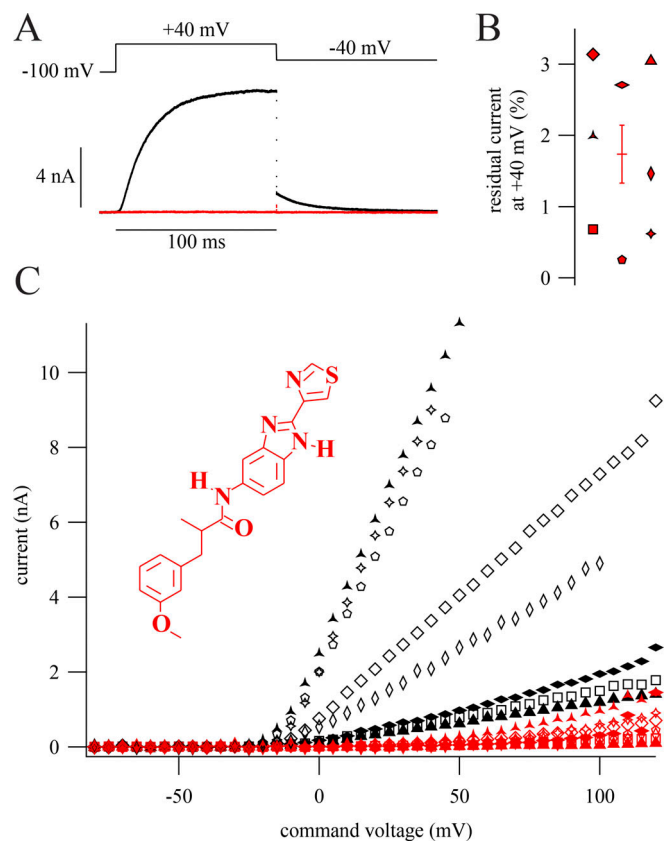 A
+40 mV
-40 mV
-100 mV
4 nA
100 ms
B
residual current
at +40 mV (%)
3
2
1
0
C
current (nA)
10
8
6
4
2
0
N
S
N
N
H
H
N
O
O
-50
0
50
100
command voltage (mV)